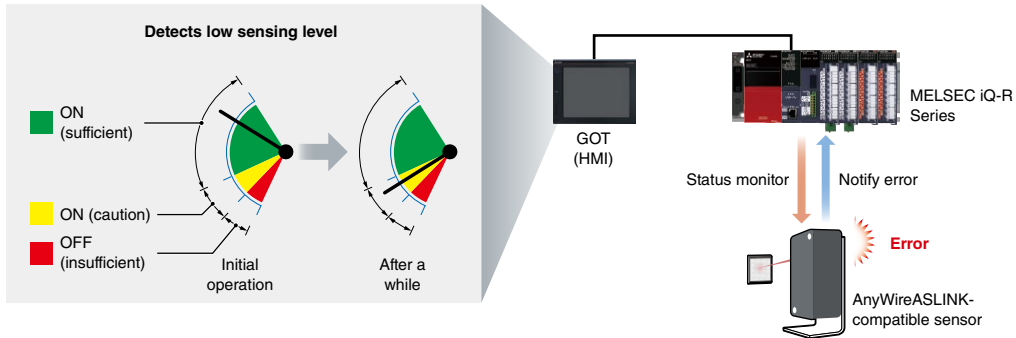 Detects low sensing level
ON
(sufficient)
ON (caution)
OFF
(insufficient)
Initial
operation
After a
while
GOT
(HMI)
MELSEC iQ-R
Series
Status monitor
Notify error
Error
AnyWireASLINK-
compatible sensor